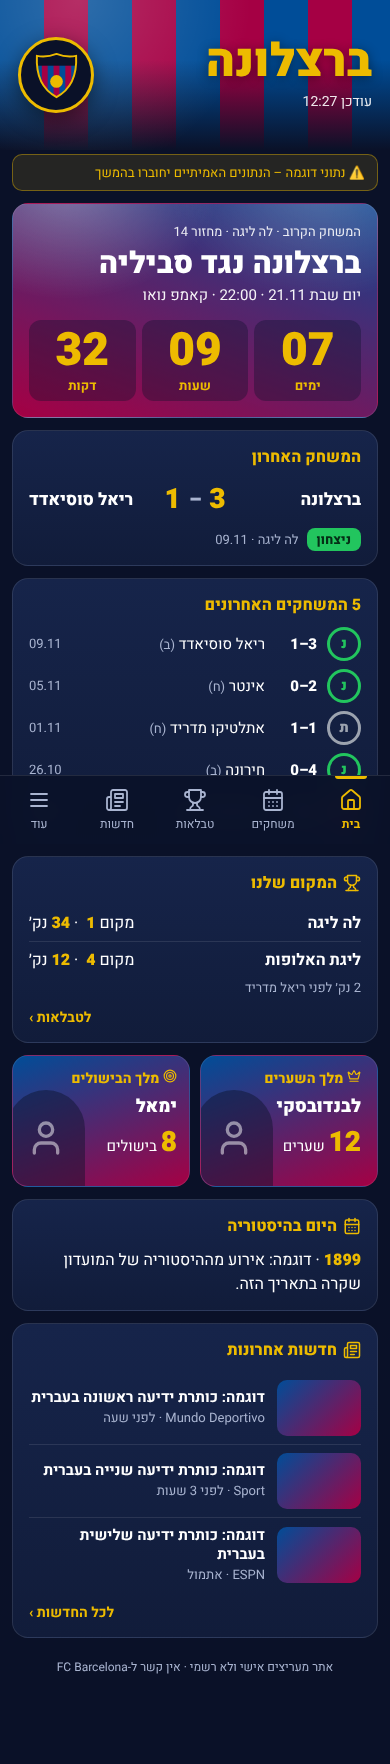 ברצלונה
עודכן 12:27
⚠️ נתוני דוגמה – הנתונים האמיתיים יחוברו בהמשך
המשחק הקרוב · לה ליגה · מחזור 14
ברצלונה נגד סביליה
יום שבת 21.11 · 22:00 · קאמפ נואו
07 09 32
ימים שעות דקות
המשחק האחרון
ברצלונה 3 – 1 ריאל סוסיאדד
ניצחון לה ליגה · 09.11
5 המשחקים האחרונים
נ 3–1 ריאל סוסיאדד (ב) 09.11
נ 2–0 אינטר (ח) 05.11
ת 1–1 אתלטיקו מדריד (ח) 01.11
נ 4–0 חירונה (ב) 26.10
בית משחקים טבלאות חדשות עוד
המקום שלנו
לה ליגה מקום 1 · 34 נק׳
ליגת האלופות מקום 4 · 12 נק׳
2 נק׳ לפני ריאל מדריד
לטבלאות ‹
מלך השערים
לבנדובסקי
12 שערים
מלך הבישולים
ימאל
8 בישולים
היום בהיסטוריה
1899 · דוגמה: אירוע מההיסטוריה של המועדון
שקרה בתאריך הזה.
חדשות אחרונות
דוגמה: כותרת ידיעה ראשונה בעברית
Mundo Deportivo · לפני שעה
דוגמה: כותרת ידיעה שנייה בעברית
Sport · לפני 3 שעות
דוגמה: כותרת ידיעה שלישית
בעברית
ESPN · אתמול
לכל החדשות ‹
אתר מעריצים אישי ולא רשמי · אין קשר ל-FC Barcelona